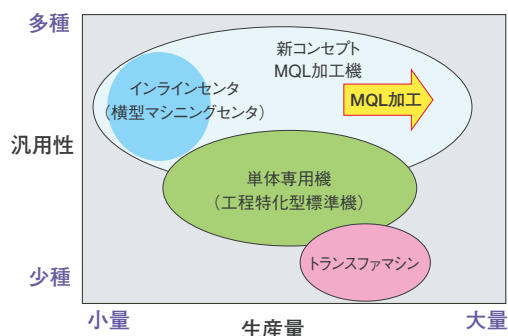 多種
新コンセプト
MQL加工機
インラインセンタ
(横型マシニングセンタ)
MQL加工
汎用性
単体専用機
(工程特化型標準機)
トランスファマシン
少種
小量
生産量
大量